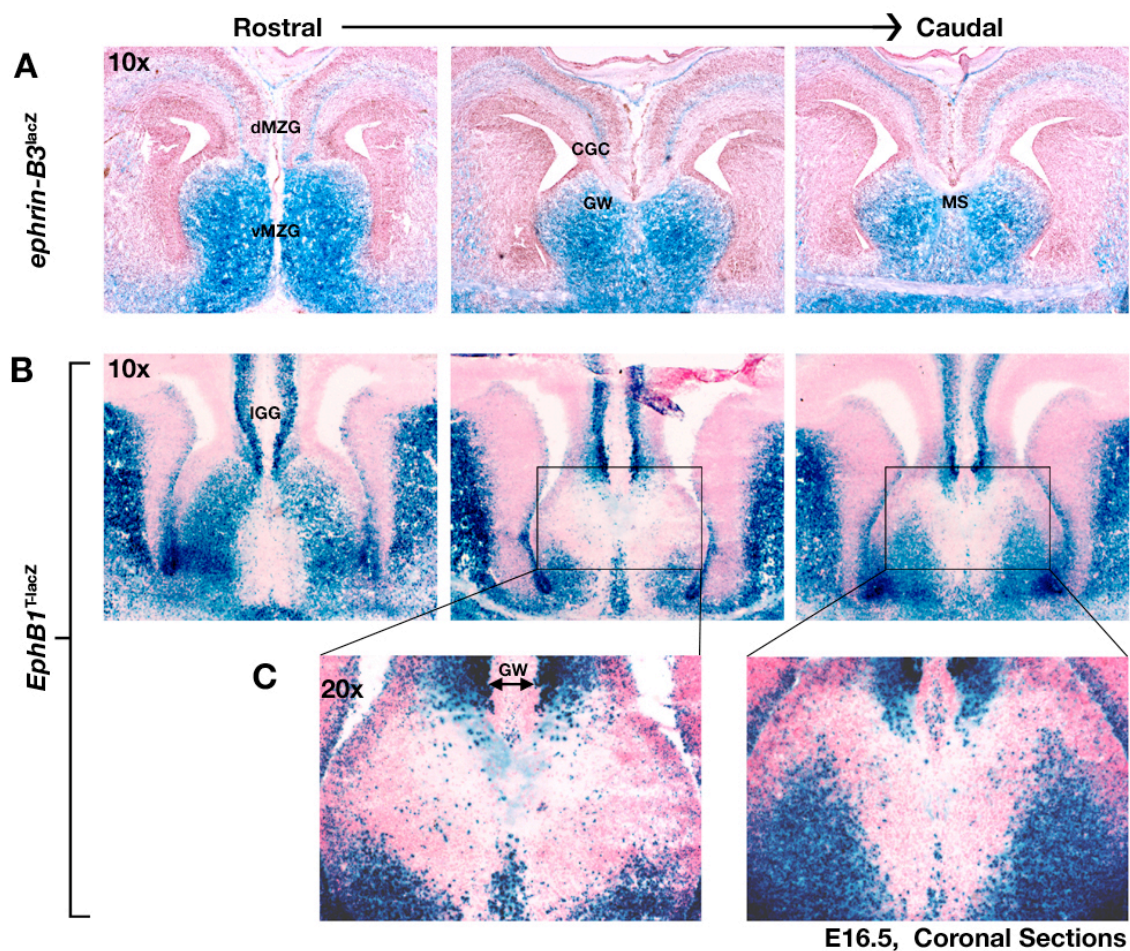 Rostral
Caudal
A
10x
ephrin-B3lacZ
dMZG
vMZG
CGC
GW
MS
B
10x
IGG
EphB1T-lacZ
C
20x
GW
E16.5, Coronal Sections